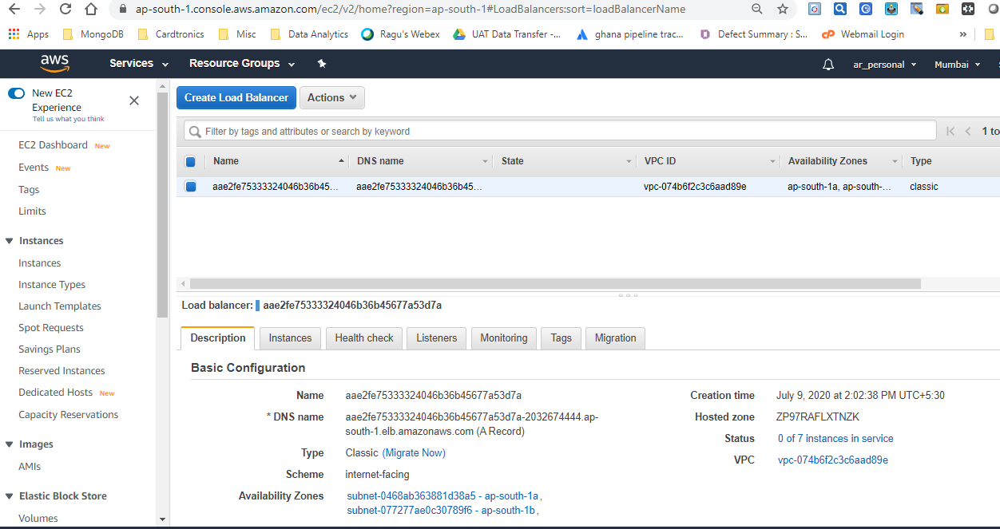 ap-south-1.console.aws.amazon.com/ec2/v2/home?region=ap-south-1#LoadBalancers:sort=loadBalancerName
Apps MongoDB Cardtronics Misc Data Analytics Ragu's Webex UAT Data Transfer -... ghana pipeline trac... Defect Summary : S... cP Webmail Login »
aws Services Resource Groups ar_personal Mumbai
New EC2
Experience
Tell us what you think
EC2 Dashboard New
Events New
Tags
Limits
Instances
Instances
Instance Types
Launch Templates
Spot Requests
Savings Plans
Reserved Instances
Dedicated Hosts New
Capacity Reservations
Images
AMIs
Elastic Block Store
Volumes
Create Load Balancer Actions
Filter by tags and attributes or search by keyword 1 to
Name DNS name State VPC ID Availability Zones Type
aae2fe75333324046b36b45... aae2fe75333324046b36b45... vpc-074b6f2c3c6aad89e ap-south-1a, ap-south-... classic
Load balancer: aae2fe75333324046b36b45677a53d7a
Description Instances Health check Listeners Monitoring Tags Migration
Basic Configuration
Name aae2fe75333324046b36b45677a53d7a
* DNS name aae2fe75333324046b36b45677a53d7a-2032674444.ap-
south-1.elb.amazonaws.com (A Record)
Type Classic (Migrate Now)
Scheme internet-facing
Availability Zones subnet-0468ab363881d38a5 - ap-south-1a,
subnet-077277ae0c30789f6 - ap-south-1b,
Creation time July 9, 2020 at 2:02:38 PM UTC+5:30
Hosted zone ZP97RAFLXTNZK
Status 0 of 7 instances in service
VPC vpc-074b6f2c3c6aad89e